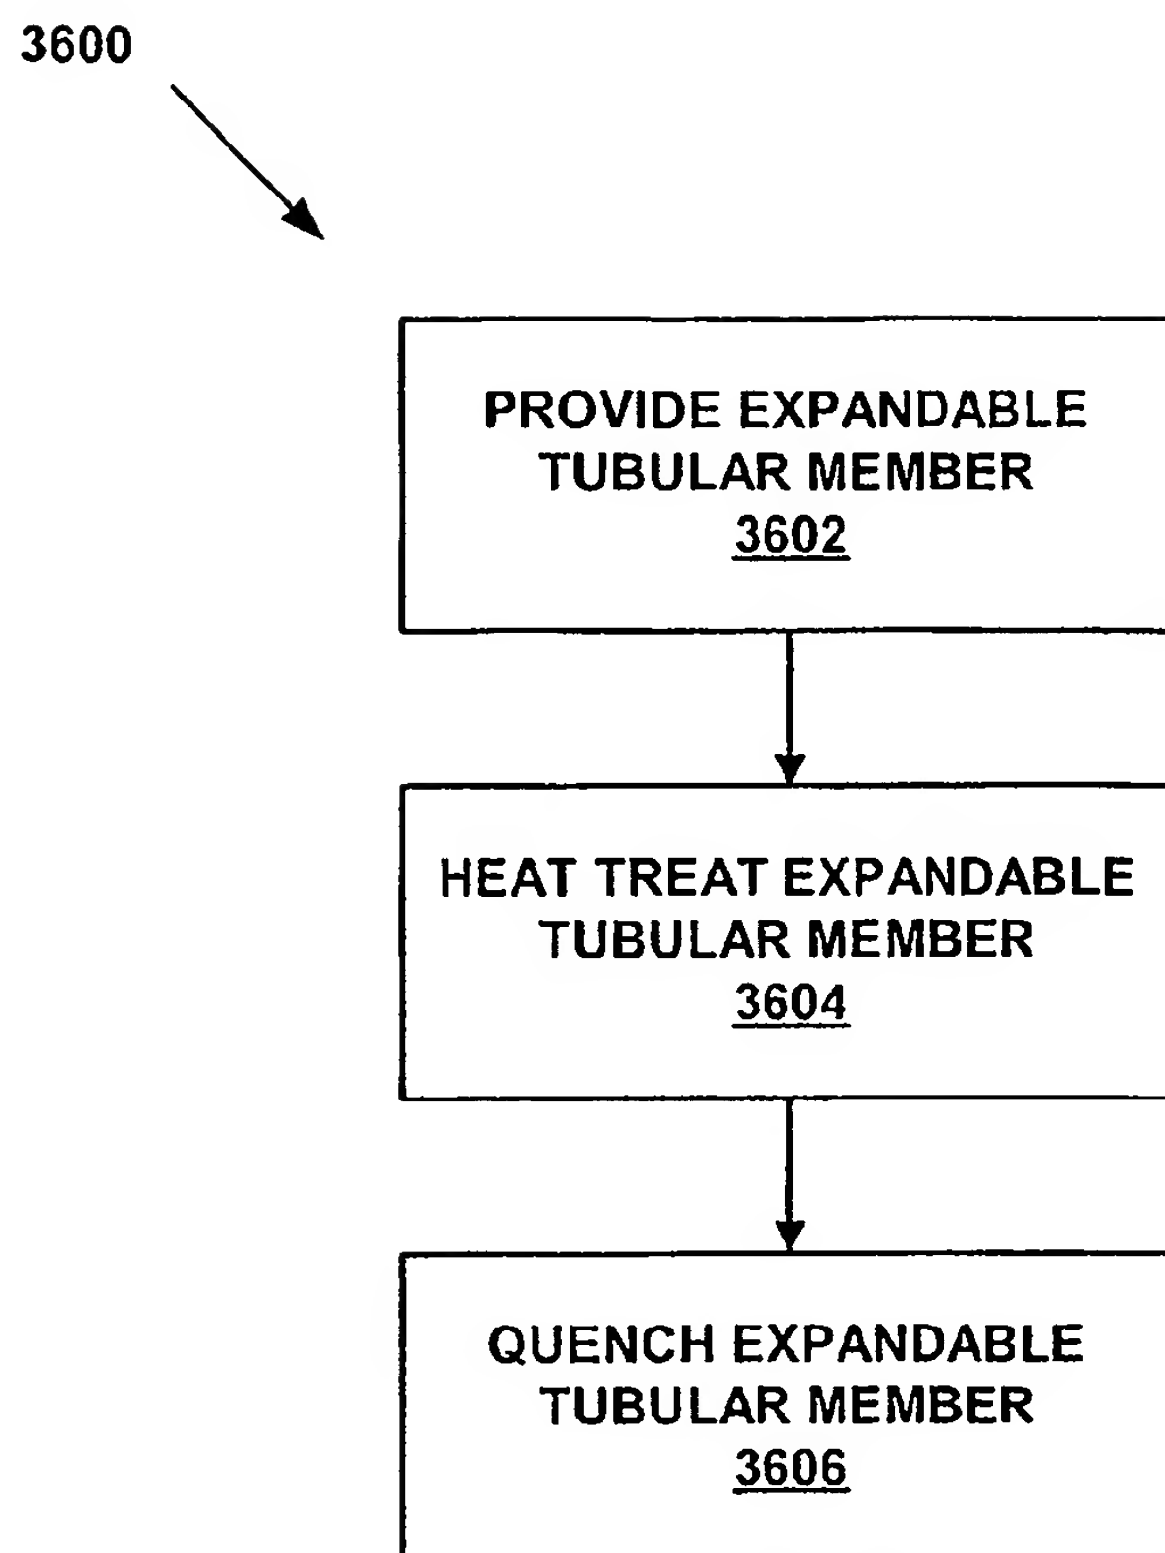 3600
PROVIDE EXPANDABLE
TUBULAR MEMBER
3602
HEAT TREAT EXPANDABLE
TUBULAR MEMBER
3604
QUENCH EXPANDABLE
TUBULAR MEMBER
3606